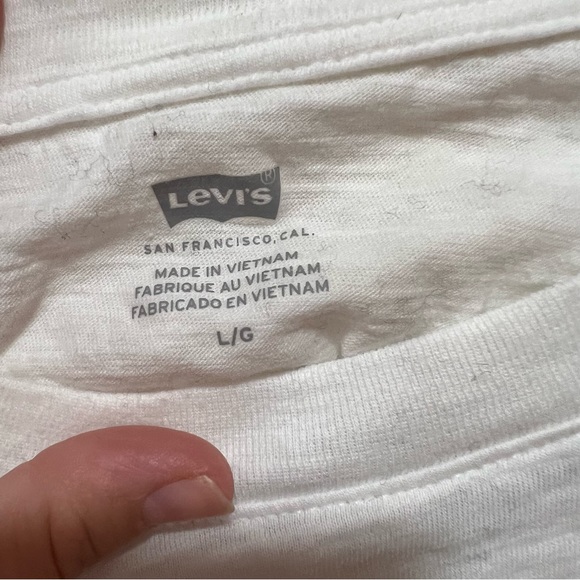 Levi's ®
SAN FRANCISCO, CAL.
MADE IN VIETNAM
FABRIQUE AU VIETNAM
FABRICADO EN VIETNAM
L/G